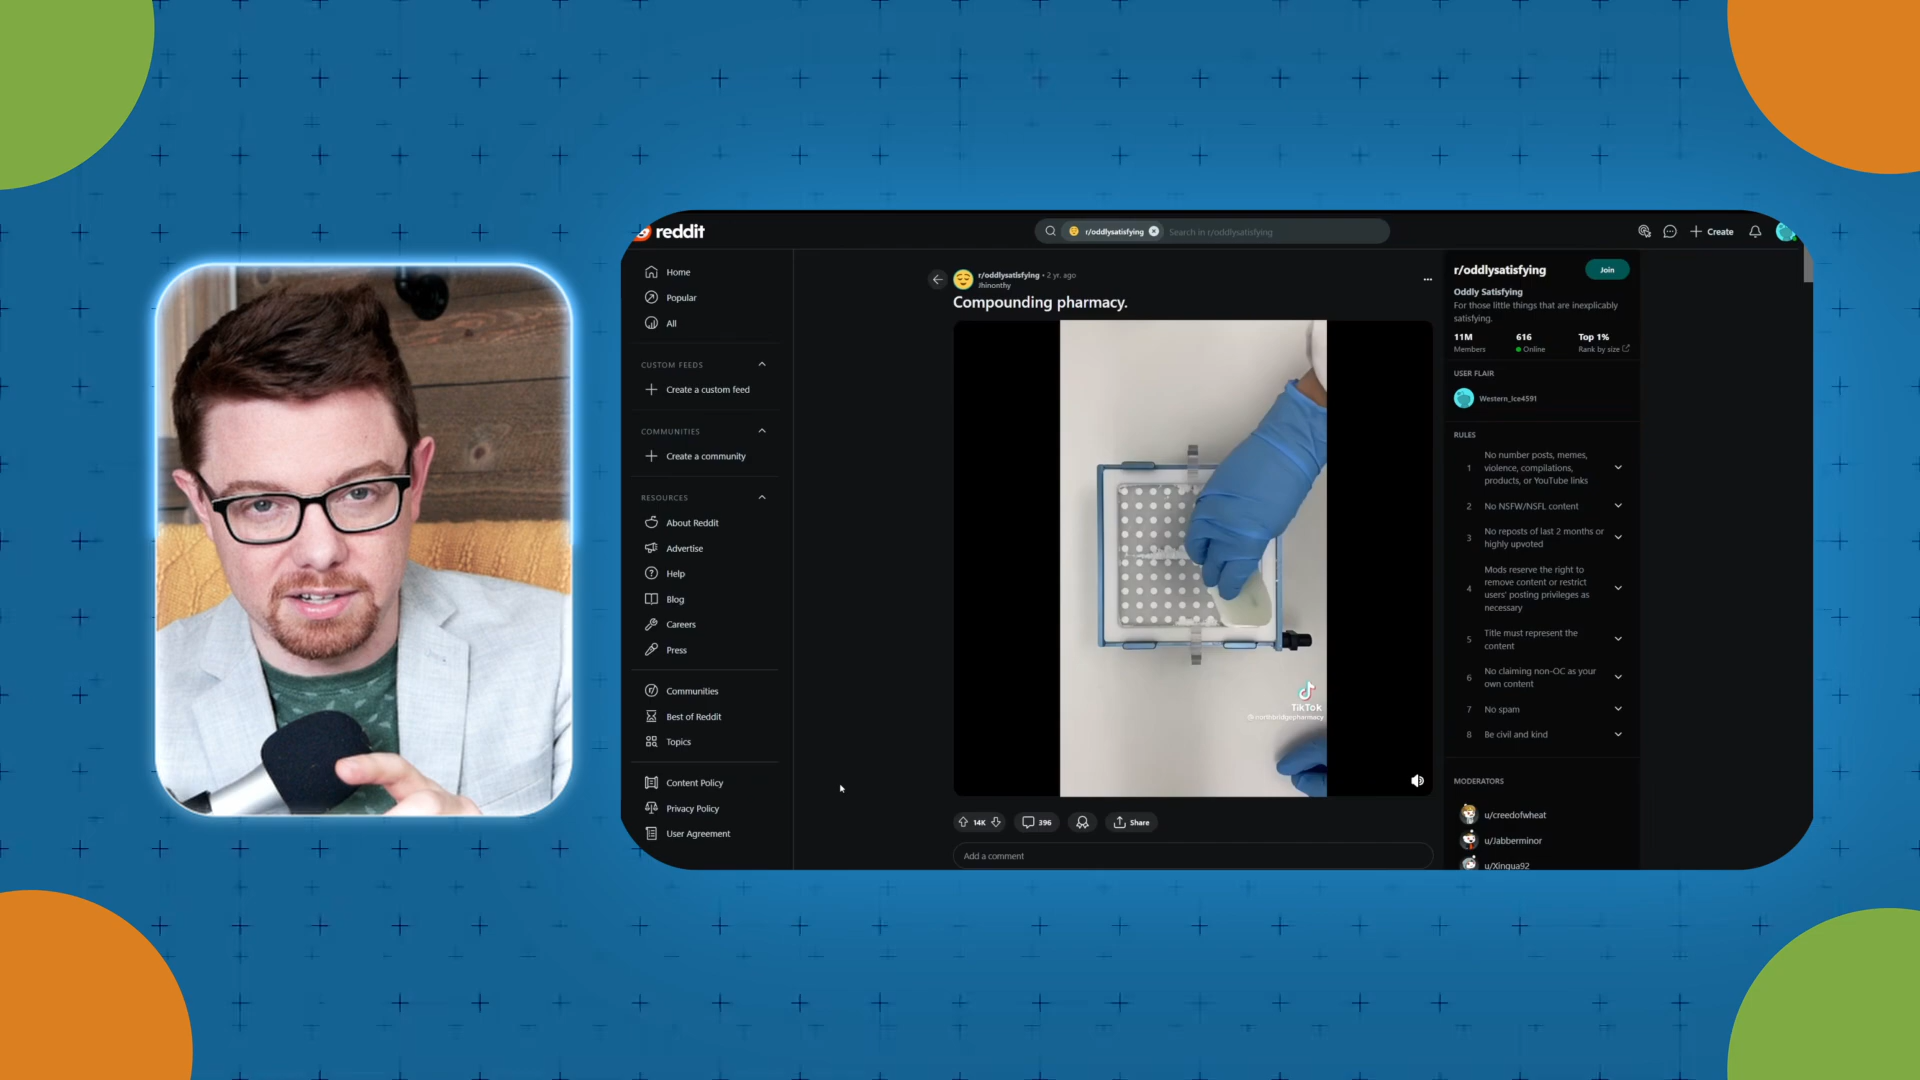 reddit
r/oddlysatisfying
Search in r/oddlysatisfying
Create
Home
Popular
All
CUSTOM FEEDS
Create a custom feed
COMMUNITIES
Create a community
RESOURCES
About Reddit
Advertise
Help
Blog
Careers
Press
Communities
Best of Reddit
Topics
Content Policy
Privacy Policy
User Agreement
r/oddlysatisfying • 2 yr. ago
Jhinonthy
Compounding pharmacy.
TikTok
14K
396
Share
Add a comment
r/oddlysatisfying
Join
Oddly Satisfying
For those little things that are inexplicably
satisfying.
11M
616
Top 1%
Members
Online
Rank by size
USER FLAIR
Western_Ice4591
RULES
1 No number posts, memes,
violence, compilations,
products, or YouTube links
2 No NSFW/NSFL content
3 No reposts of last 2 months or
highly upvoted
4 Mods reserve the right to
remove content or restrict
users' posting privileges as
necessary
5 Title must represent the
content
6 No claiming non-OC as your
own content
7 No spam
8 Be civil and kind
MODERATORS
u/creedofwheat
u/Jabberminor
u/Xingua92